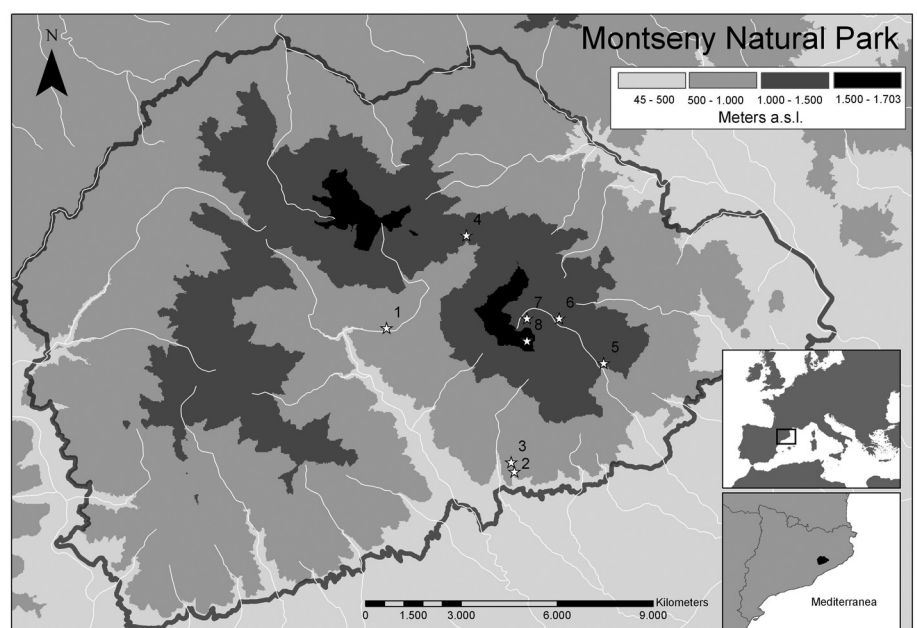 Montseny Natural Park
N
45 - 500 500 - 1.000 1.000 - 1.500 1.500 - 1.703
Meters a.s.l.
4
1
7 6
8
5
3
2
Kilometers
0 1.500 3.000 6.000 9.000
Mediterranea